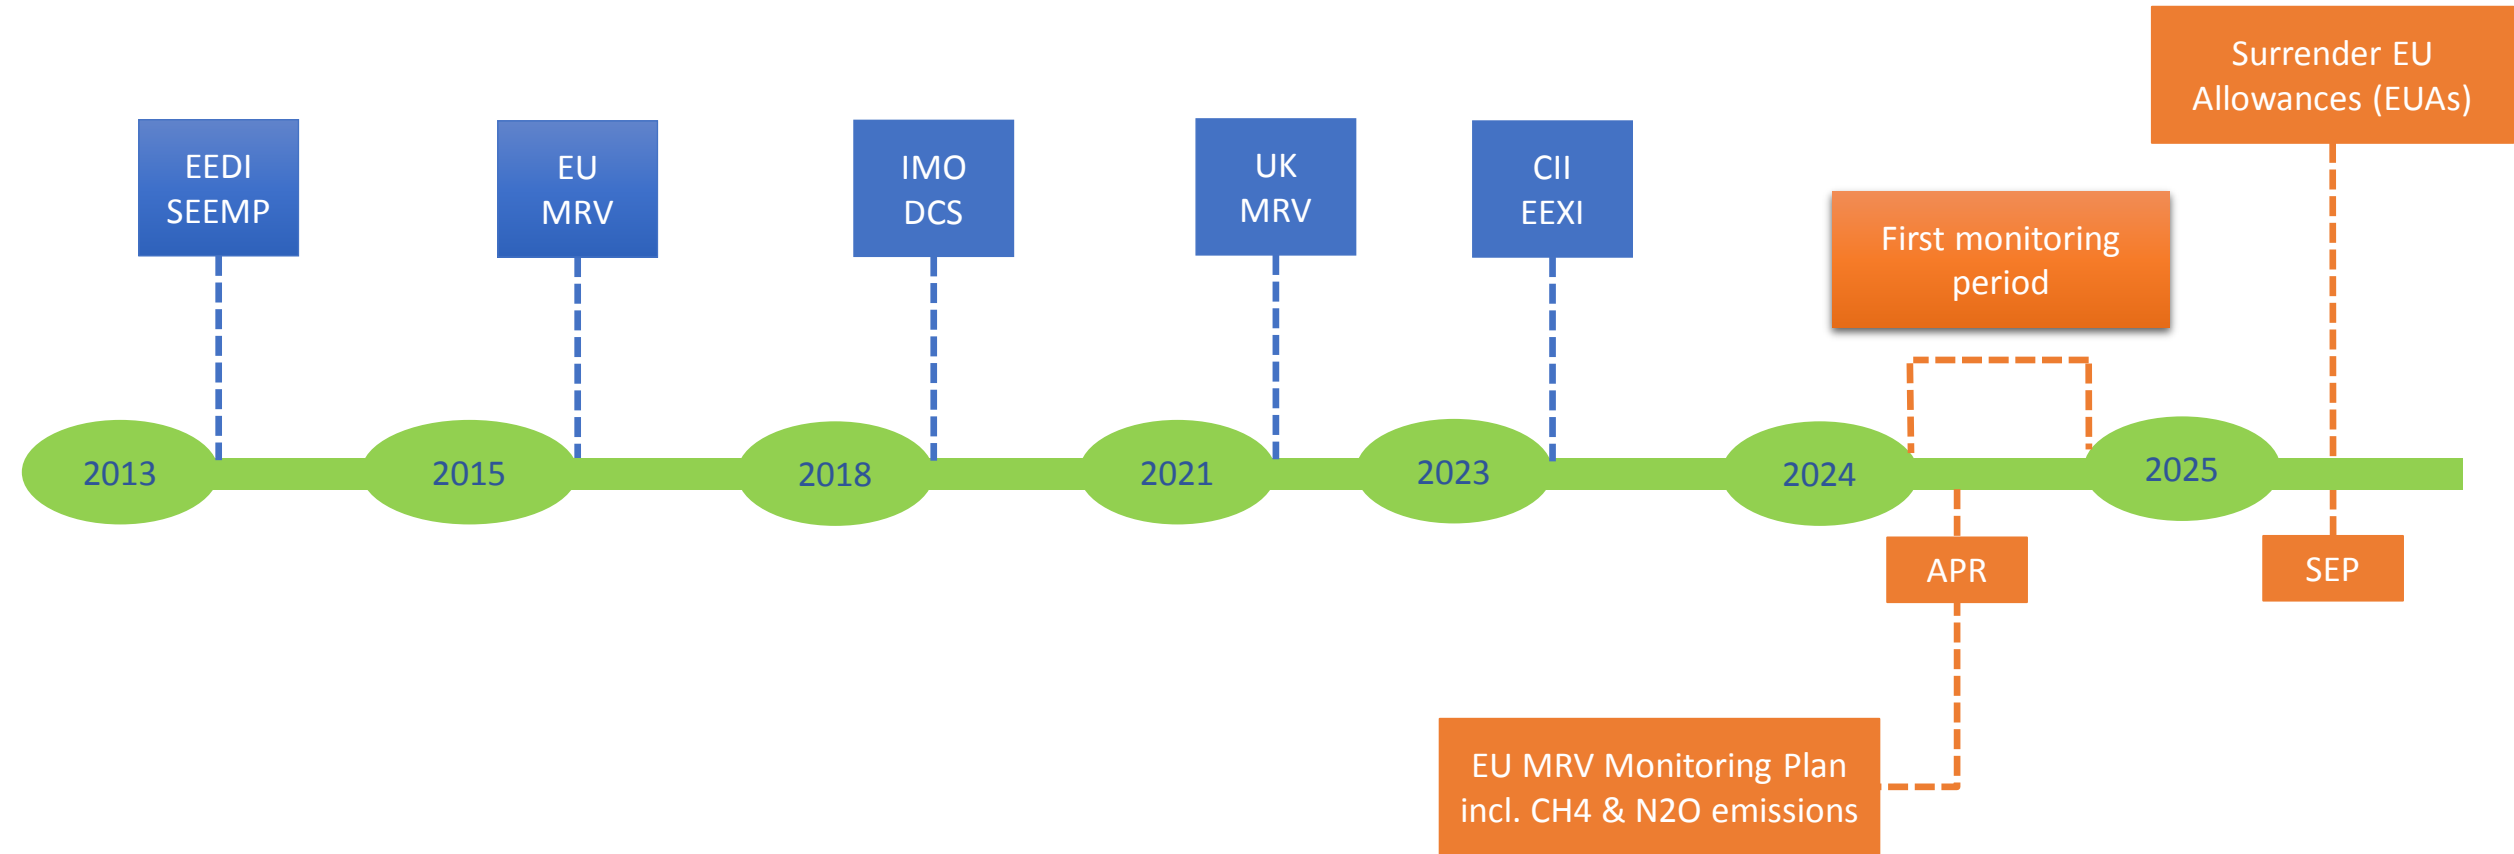 Surrender EU
Allowances (EUAs)
EEDI
SEEMP
EU
MRV
IMO
DCS
UK
MRV
CII
EEXI
First monitoring
period
2013
2015
2018
2021
2023
2024
2025
APR
SEP
EU MRV Monitoring Plan
incl. CH4 & N2O emissions